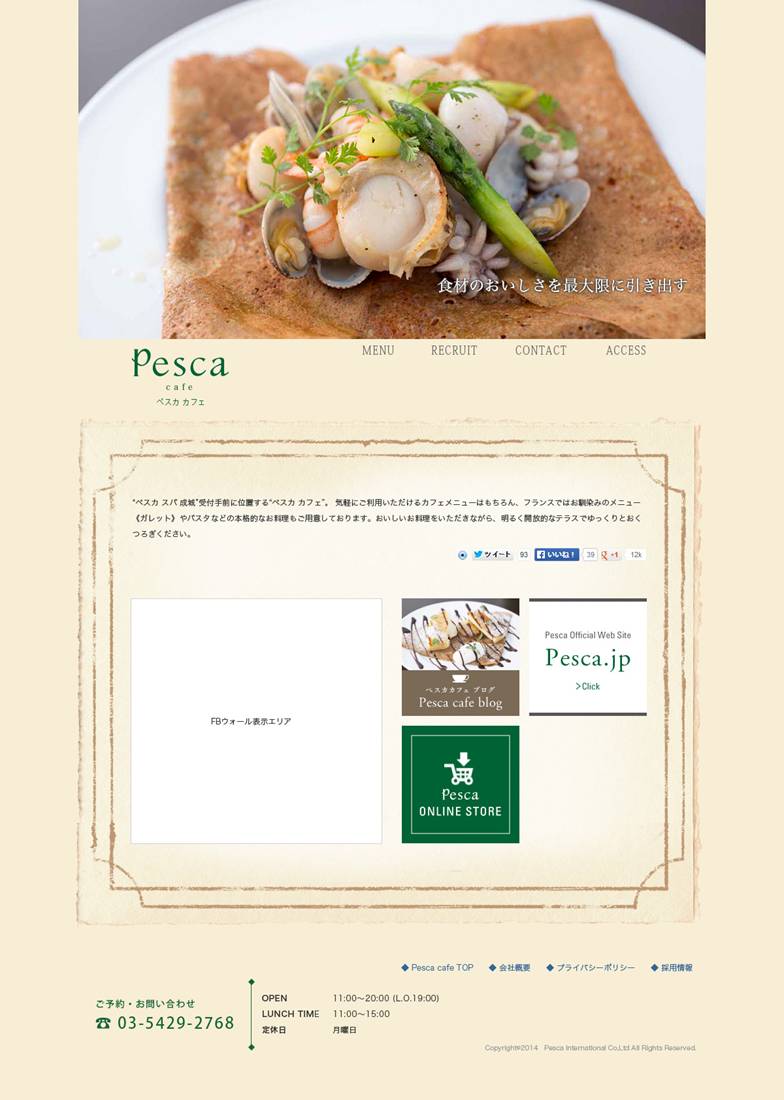 食材のおいしさを最大限に引き出す
Pesca
cafe
ペスカ カフェ
MENU RECRUIT CONTACT ACCESS
“ペスカ スパ 成城”受付手前に位置する“ペスカ カフェ”。 気軽にご利用いただけるカフェメニューはもちろん、フランスではお馴染みのメニュー
《ガレット》やパスタなどの本格的なお料理もご用意しております。おいしいお料理をいただきながら、明るく開放的なテラスでゆっくりとおく
つろぎください。
ツイート 93 いいね！ 39 +1 12k
FBウォール表示エリア
ペスカカフェ ブログ
Pesca cafe blog
Pesca Official Web Site
Pesca.jp
>Click
Pesca
ONLINE STORE
◆ Pesca cafe TOP ◆ 会社概要 ◆ プライバシーポリシー ◆ 採用情報
ご予約・お問い合わせ
☎ 03-5429-2768
OPEN 11:00〜20:00 (L.O.19:00)
LUNCH TIME 11:00〜15:00
定休日 月曜日
Copyright©2014 Pesca International Co,Ltd All Rights Reserved.